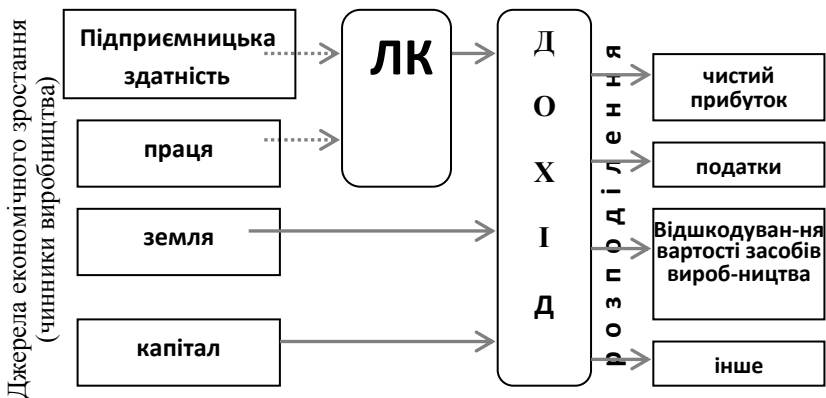 Джерела економічного зростання
(чинники виробництва)
Підприємницька
здатність
праця
земля
капітал
ЛК
Д
О
Х
І
Д
розподілення
чистий
прибуток
податки
Відшкодуван-ня
вартості засобів
вироб-ництва
інше